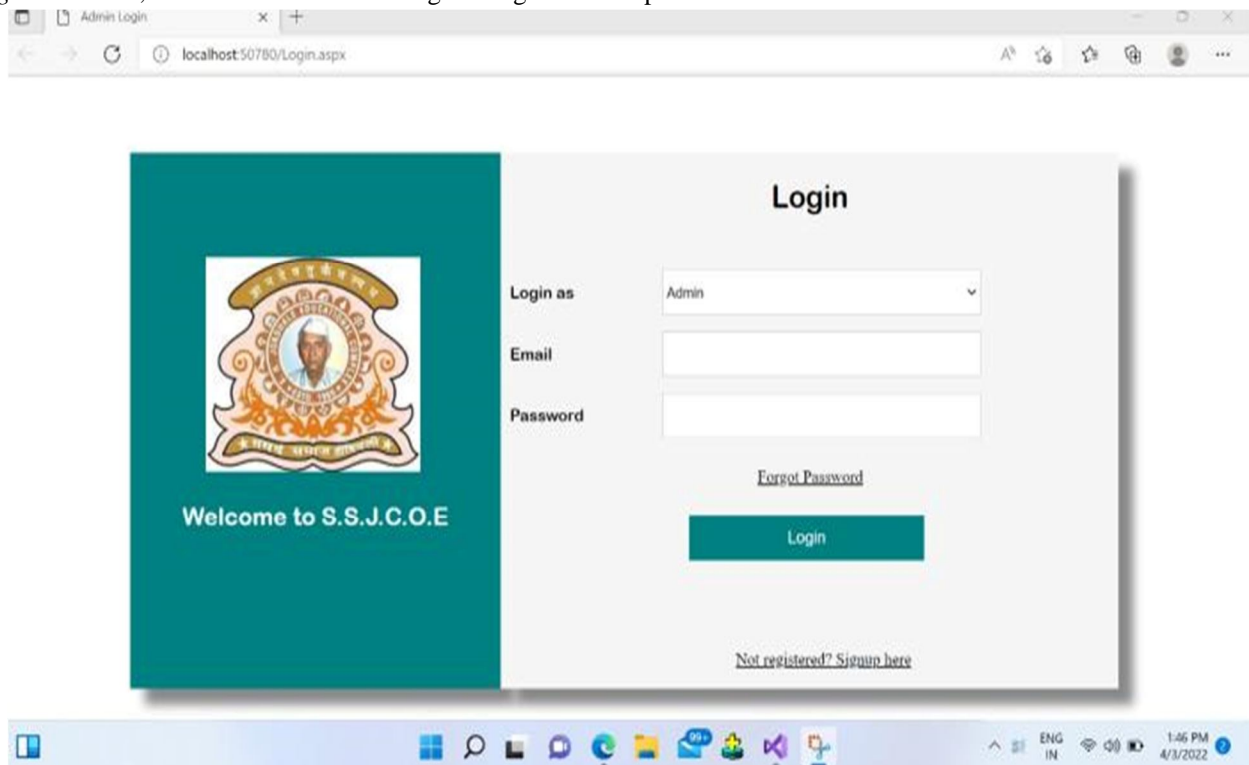 Admin Login
localhost:50780/Login.aspx
Login
Login as
Admin
Email
Password
Forgot Password
Login
Welcome to S.S.J.C.O.E
Not registered? Signup here
99+
ENG
IN
1:46 PM
4/3/2022